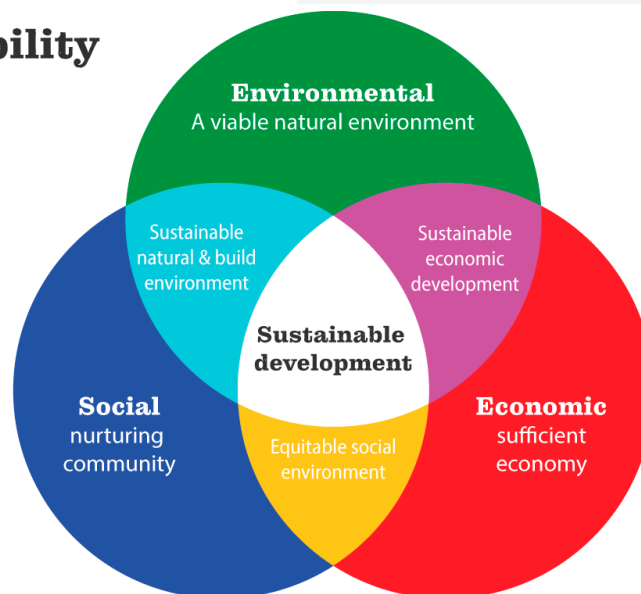 bility
Environmental
A viable natural environment
Sustainable
natural & build
environment
Sustainable
economic
development
Sustainable
development
Social
nurturing
community
Economic
sufficient
economy
Equitable social
environment